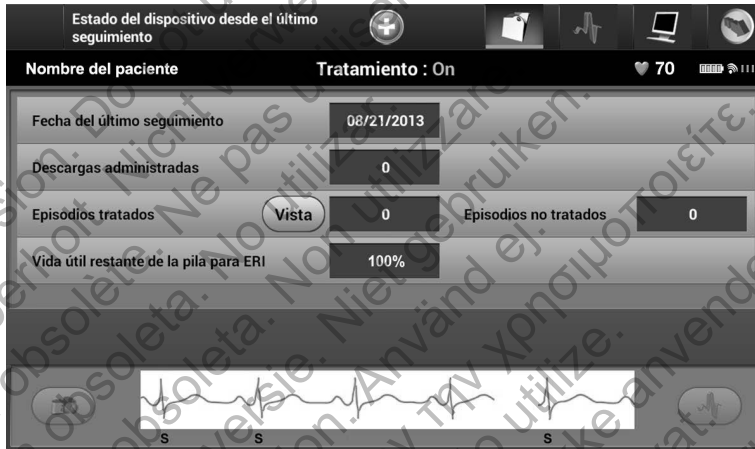 Estado del dispositivo desde el último
seguimiento
Nombre del paciente
Tratamiento : On
70
Fecha del último seguimiento
08/21/2013
Descargas administradas
0
Episodios tratados
Vista
0
Episodios no tratados
0
Vida útil restante de la pila para ERI
100%
S
S
S